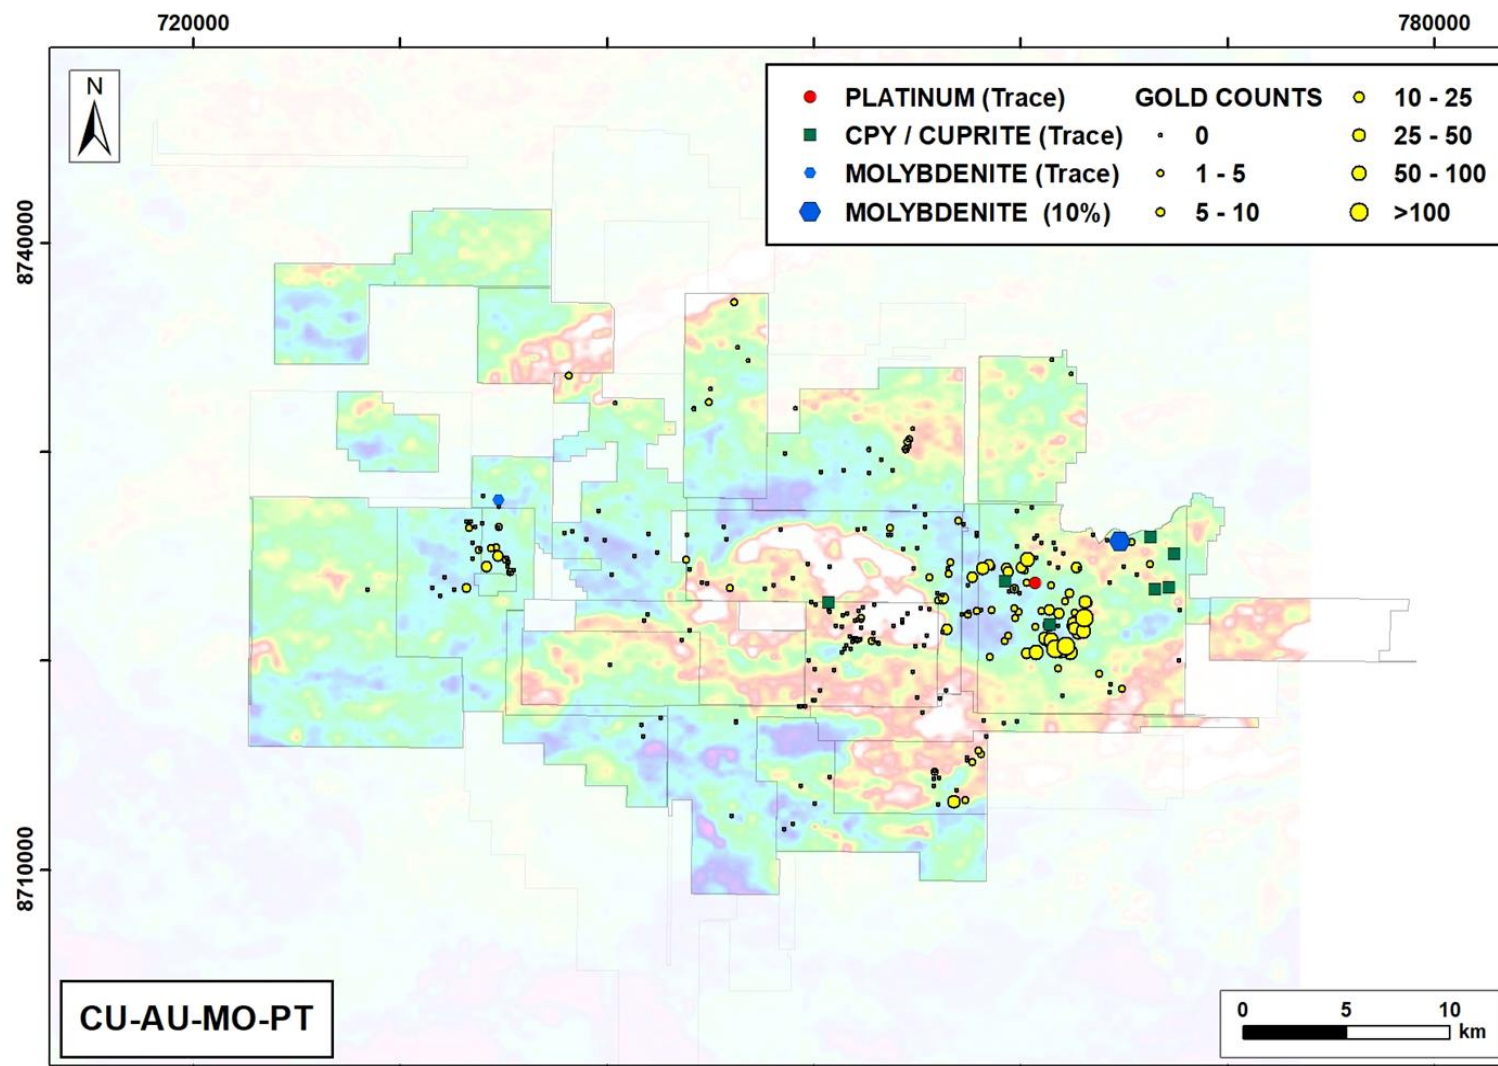 720000
780000
N
8740000
8710000
PLATINUM (Trace)
CPY / CUPRITE (Trace)
MOLYBDENITE (Trace)
MOLYBDENITE (10%)
GOLD COUNTS
0
1 - 5
5 - 10
10 - 25
25 - 50
50 - 100
>100
CU-AU-MO-PT
0 5 10
km